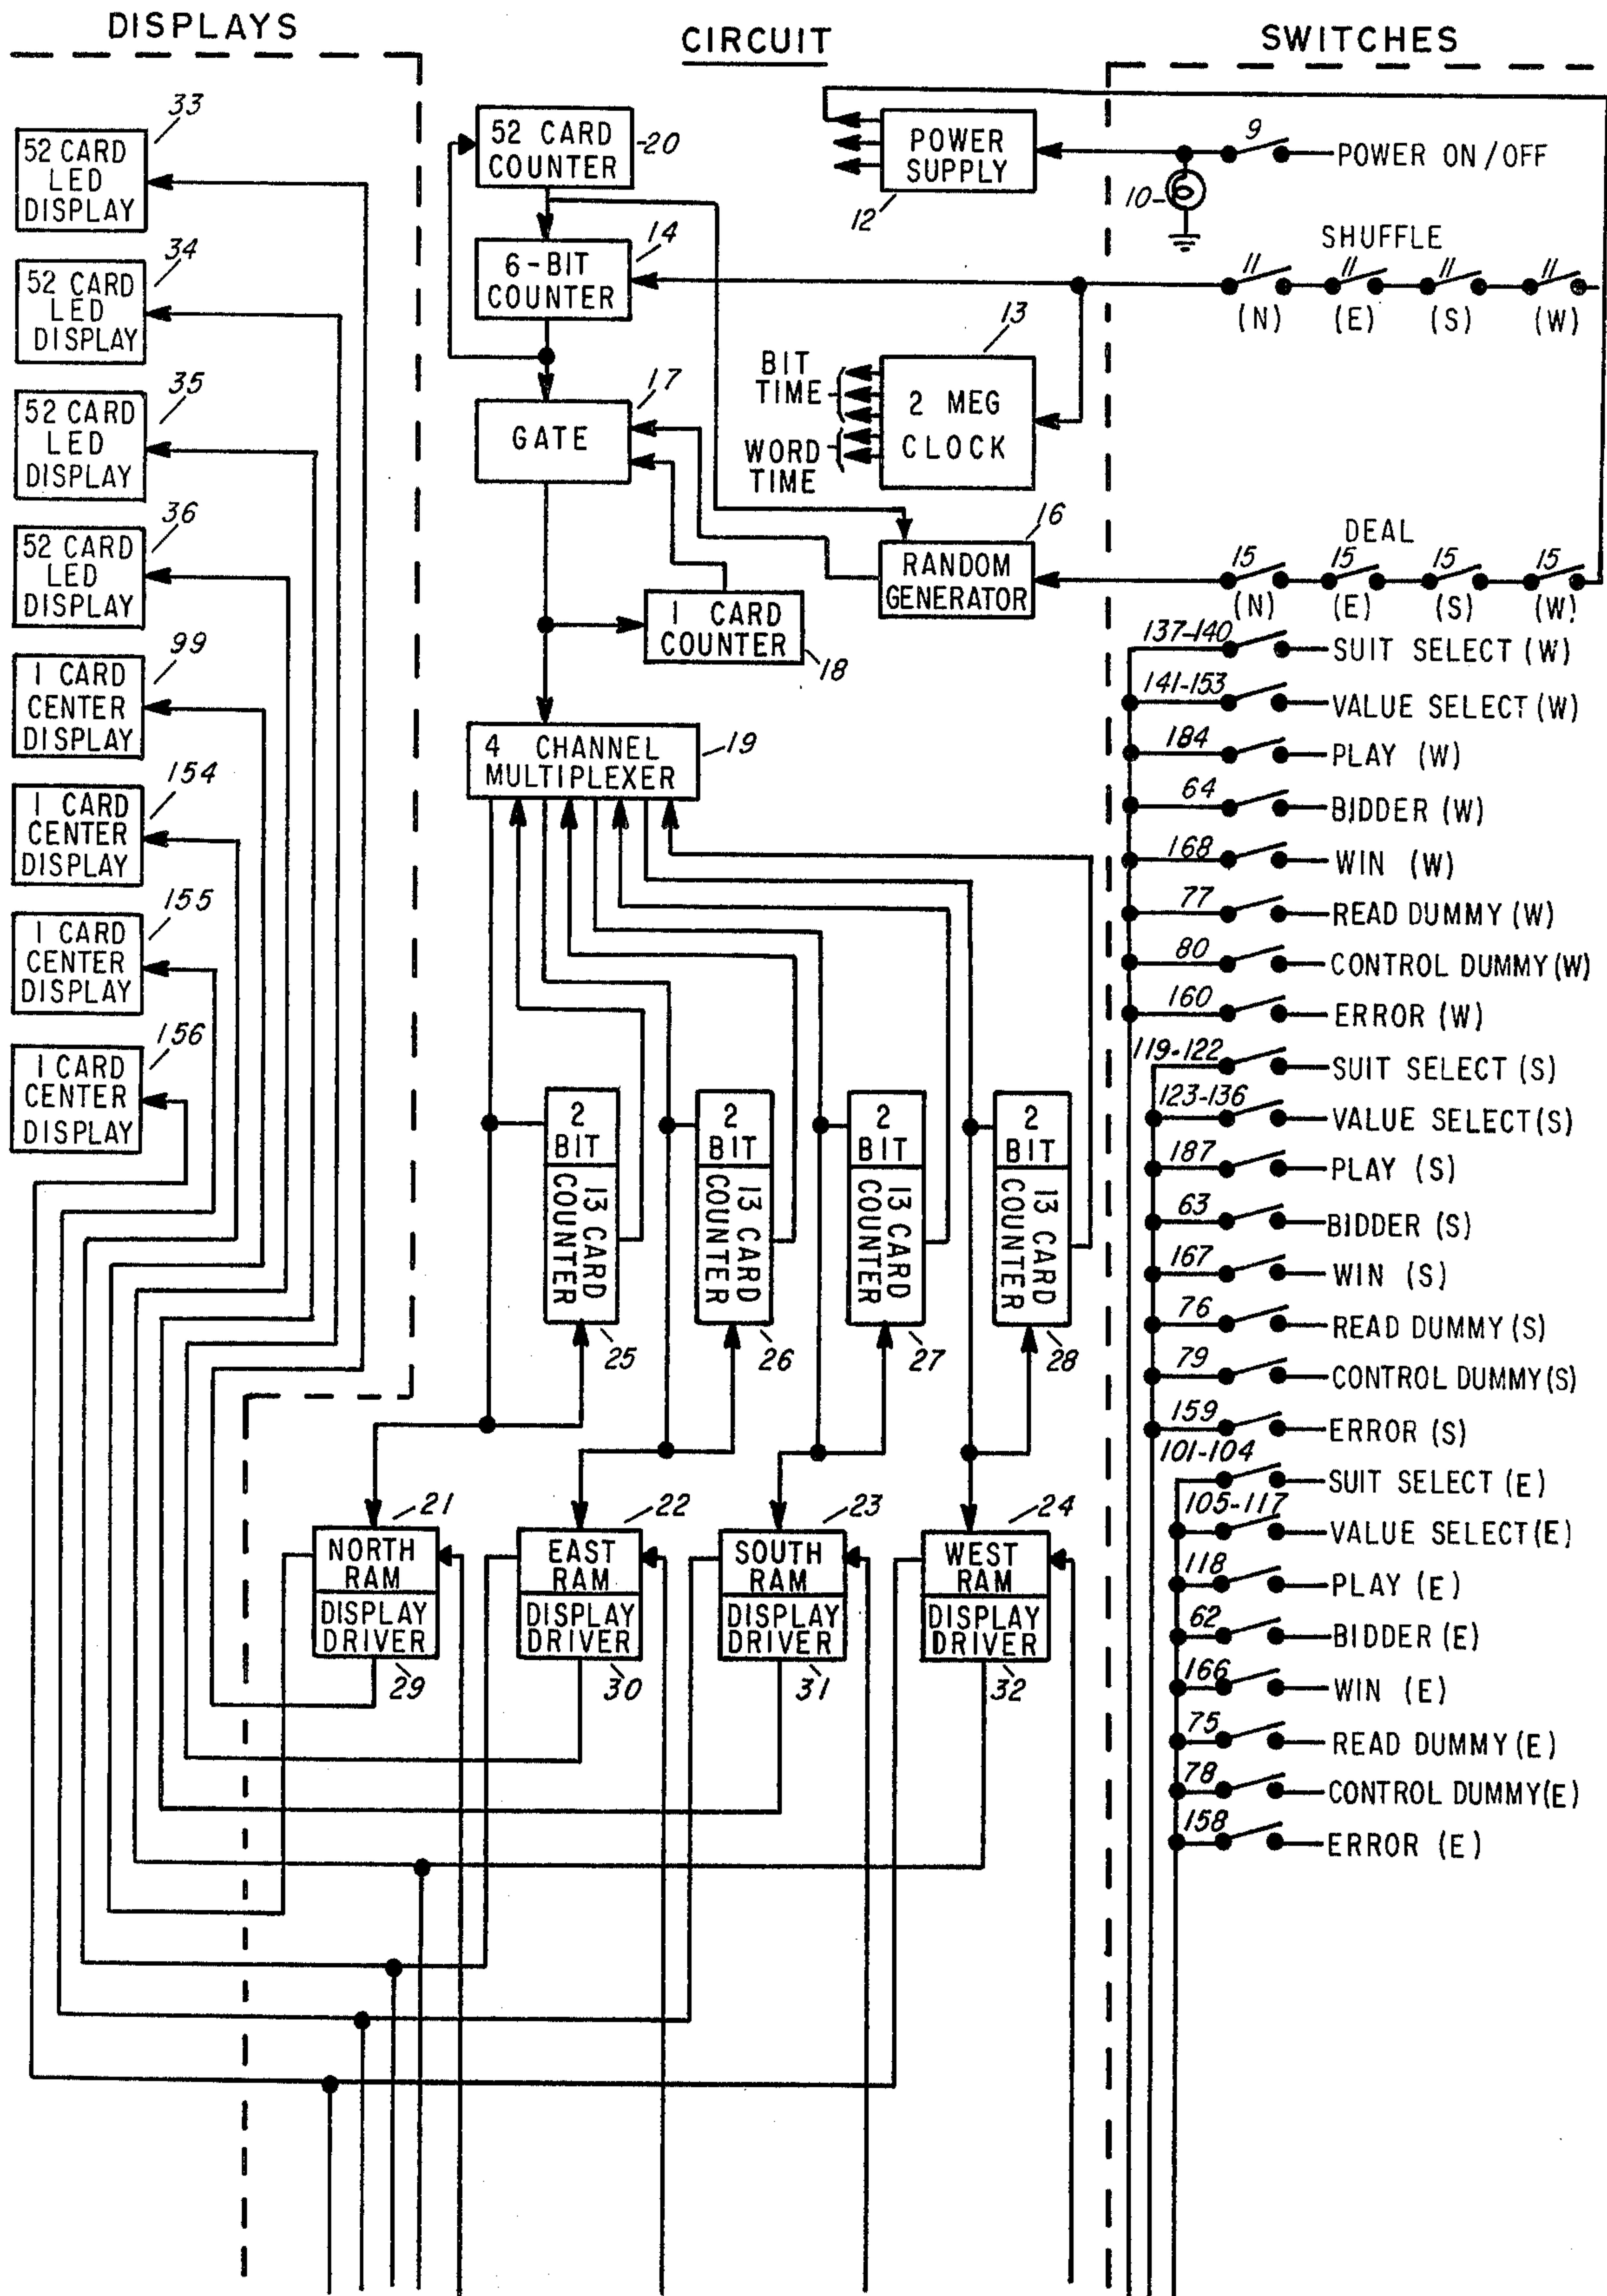 DISPLAYS
CIRCUIT
SWITCHES
33
52 CARD
LED
DISPLAY
34
52 CARD
LED
DISPLAY
35
52 CARD
LED
DISPLAY
36
52 CARD
LED
DISPLAY
99
1 CARD
CENTER
DISPLAY
154
1 CARD
CENTER
DISPLAY
155
1 CARD
CENTER
DISPLAY
156
1 CARD
CENTER
DISPLAY
52 CARD
COUNTER
20
6-BIT
COUNTER
14
GATE
17
1 CARD
COUNTER
18
4 CHANNEL
MULTIPLEXER
19
POWER
SUPPLY
12
BIT
TIME
WORD
TIME
2 MEG
CLOCK
13
RANDOM
GENERATOR
16
2
BIT
13 CARD
COUNTER
25
2
BIT
13 CARD
COUNTER
26
2
BIT
13 CARD
COUNTER
27
2
BIT
13 CARD
COUNTER
28
NORTH
RAM
21
DISPLAY
DRIVER
29
EAST
RAM
22
DISPLAY
DRIVER
30
SOUTH
RAM
23
DISPLAY
DRIVER
31
WEST
RAM
24
DISPLAY
DRIVER
32
9 POWER ON/OFF
10
SHUFFLE
11 11 11 11
(N) (E) (S) (W)
DEAL
15 15 15 15
(N) (E) (S) (W)
137-140 SUIT SELECT (W)
141-153 VALUE SELECT (W)
184 PLAY (W)
64 BIDDER (W)
168 WIN (W)
77 READ DUMMY (W)
80 CONTROL DUMMY (W)
160 ERROR (W)
119-122 SUIT SELECT (S)
123-136 VALUE SELECT (S)
187 PLAY (S)
63 BIDDER (S)
167 WIN (S)
76 READ DUMMY (S)
79 CONTROL DUMMY (S)
159 ERROR (S)
101-104 SUIT SELECT (E)
105-117 VALUE SELECT (E)
118 PLAY (E)
62 BIDDER (E)
166 WIN (E)
75 READ DUMMY (E)
78 CONTROL DUMMY (E)
158 ERROR (E)